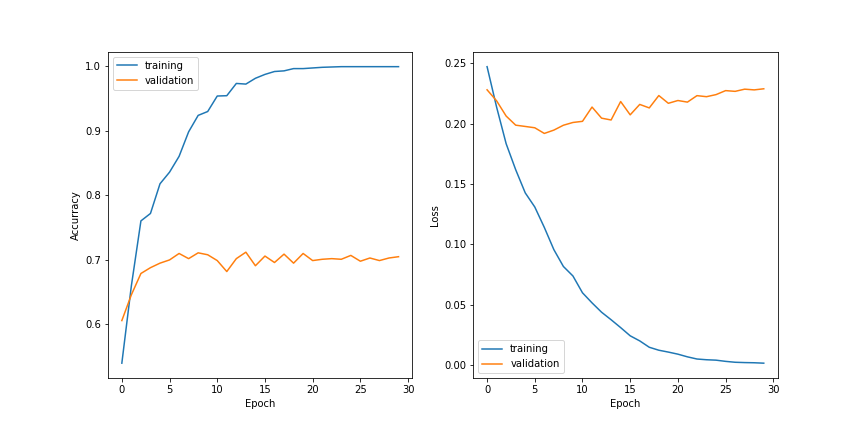 training
validation
1.0
0.9
0.8
0.7
0.6
Accurracy
0 5 10 15 20 25 30
Epoch
0.25
0.20
0.15
0.10
0.05
0.00
Loss
training
validation
0 5 10 15 20 25 30
Epoch